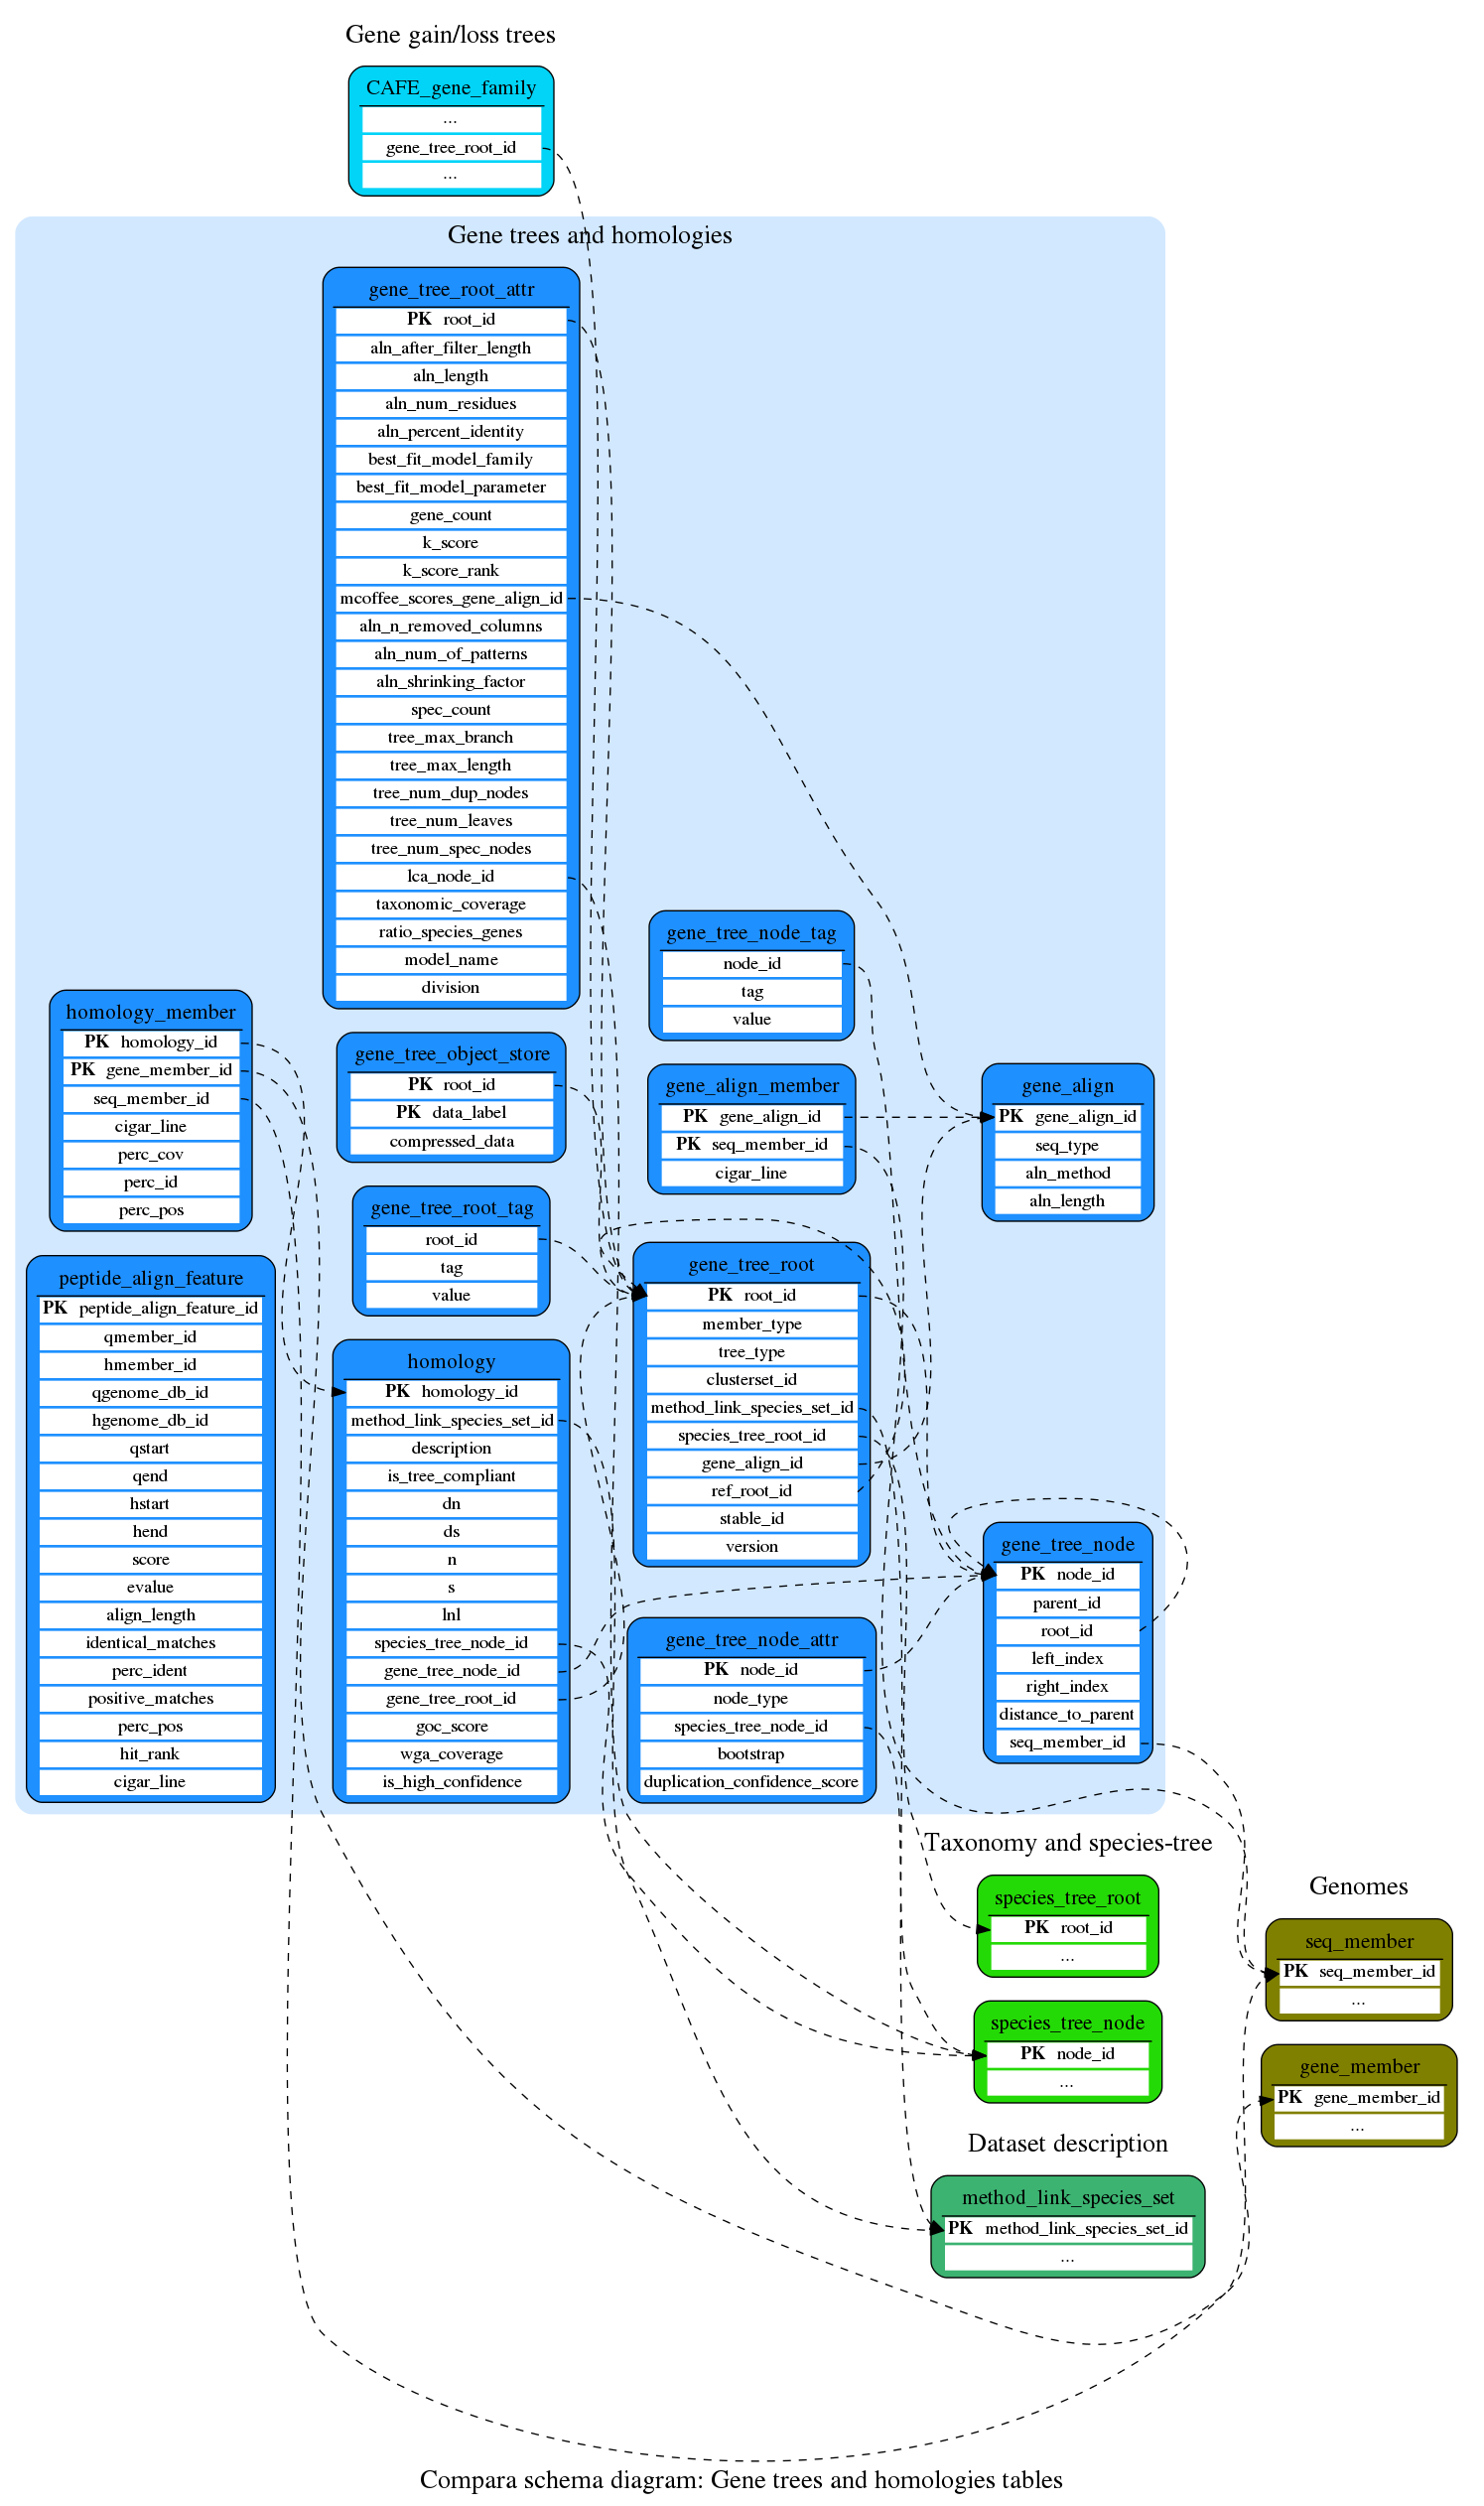 Gene gain/loss trees
CAFE_gene_family
...
gene_tree_root_id
...
Gene trees and homologies
gene_tree_root_attr
PK root_id
aln_after_filter_length
aln_length
aln_num_residues
aln_percent_identity
best_fit_model_family
best_fit_model_parameter
gene_count
k_score
k_score_rank
mcoffee_scores_gene_align_id
aln_n_removed_columns
aln_num_of_patterns
aln_shrinking_factor
spec_count
tree_max_branch
tree_max_length
tree_num_dup_nodes
tree_num_leaves
tree_num_spec_nodes
lca_node_id
taxonomic_coverage
ratio_species_genes
model_name
division
homology_member
PK homology_id
PK gene_member_id
seq_member_id
cigar_line
perc_cov
perc_id
perc_pos
peptide_align_feature
PK peptide_align_feature_id
qmember_id
hmember_id
qgenome_db_id
hgenome_db_id
qstart
qend
hstart
hend
score
evalue
align_length
identical_matches
perc_ident
positive_matches
perc_pos
hit_rank
cigar_line
gene_tree_object_store
PK root_id
PK data_label
compressed_data
gene_tree_root_tag
root_id
tag
value
homology
PK homology_id
method_link_species_set_id
description
is_tree_compliant
dn
ds
n
s
lnl
species_tree_node_id
gene_tree_node_id
gene_tree_root_id
goc_score
wga_coverage
is_high_confidence
gene_tree_node_tag
node_id
tag
value
gene_align_member
PK gene_align_id
PK seq_member_id
cigar_line
gene_tree_root
PK root_id
member_type
tree_type
clusterset_id
method_link_species_set_id
species_tree_root_id
gene_align_id
ref_root_id
stable_id
version
gene_tree_node_attr
PK node_id
node_type
species_tree_node_id
bootstrap
duplication_confidence_score
gene_align
PK gene_align_id
seq_type
aln_method
aln_length
gene_tree_node
PK node_id
parent_id
root_id
left_index
right_index
distance_to_parent
seq_member_id
Taxonomy and species-tree
species_tree_root
PK root_id
...
species_tree_node
PK node_id
...
Dataset description
method_link_species_set
PK method_link_species_set_id
...
Genomes
seq_member
PK seq_member_id
...
gene_member
PK gene_member_id
...
Compara schema diagram: Gene trees and homologies tables